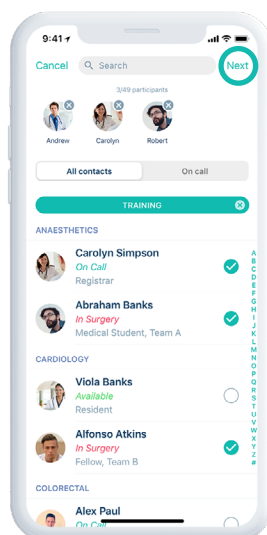 9:41
Cancel
Search
Next
3/49 participants
Andrew
Carolyn
Robert
All contacts
On call
TRAINING
ANAESTHETICS
Carolyn Simpson
On Call
Registrar
Abraham Banks
In Surgery
Medical Student, Team A
CARDIOLOGY
Viola Banks
Available
Resident
Alfonso Atkins
In Surgery
Fellow, Team B
COLORECTAL
Alex Paul
On Call
A
B
C
D
E
F
G
H
I
J
K
L
M
N
O
P
Q
R
S
T
U
V
W
X
Y
Z
#